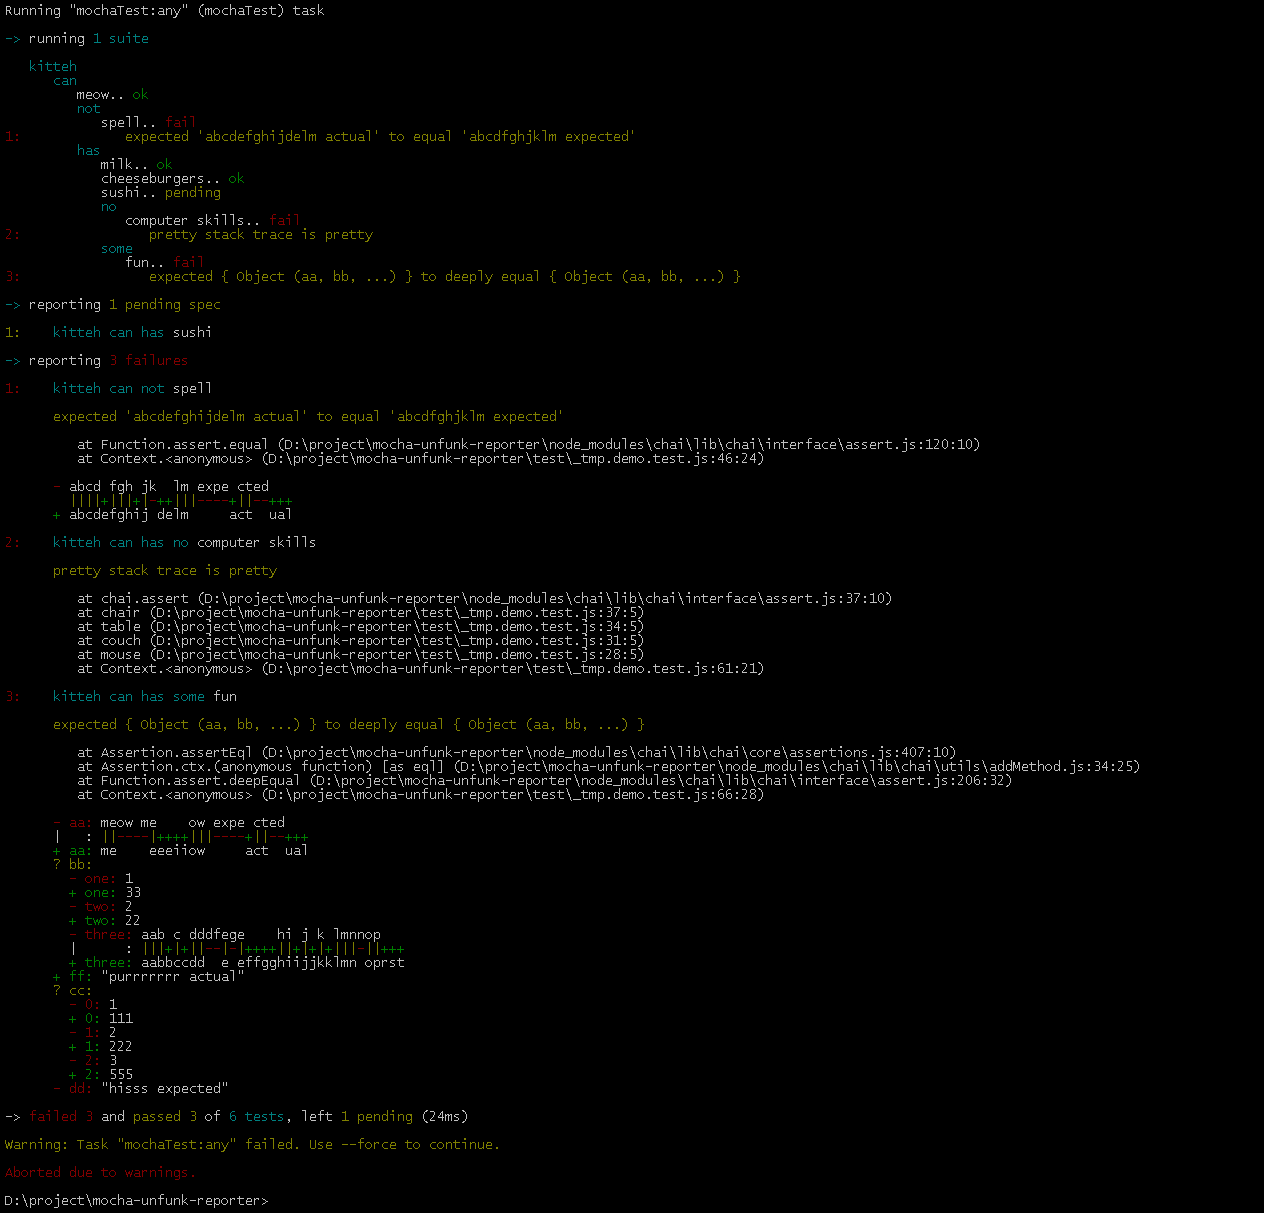 Running "mochaTest:any" (mochaTest) task
-> running 1 suite
kitteh
can
meow.. ok
not
spell.. fail
1: expected 'abcdefghijdelm actual' to equal 'abcdfghjklm expected'
has
milk.. ok
cheeseburgers.. ok
sushi.. pending
no
computer skills.. fail
2: pretty stack trace is pretty
some
fun.. fail
3: expected { Object (aa, bb, ...) } to deeply equal { Object (aa, bb, ...) }
-> reporting 1 pending spec
1: kitteh can has sushi
-> reporting 3 failures
1: kitteh can not spell
expected 'abcdefghijdelm actual' to equal 'abcdfghjklm expected'
at Function.assert.equal (D:\project\mocha-unfunk-reporter\node_modules\chai\lib\chai\interface\assert.js:120:10)
at Context.<anonymous> (D:\project\mocha-unfunk-reporter\test\_tmp.demo.test.js:46:24)
- abcd fgh jk  lm expe cted
||||+|||+|-++|||----+||--+++
+ abcdefghij delm     act  ual
2: kitteh can has no computer skills
pretty stack trace is pretty
at chai.assert (D:\project\mocha-unfunk-reporter\node_modules\chai\lib\chai\interface\assert.js:37:10)
at chair (D:\project\mocha-unfunk-reporter\test\_tmp.demo.test.js:37:5)
at table (D:\project\mocha-unfunk-reporter\test\_tmp.demo.test.js:34:5)
at couch (D:\project\mocha-unfunk-reporter\test\_tmp.demo.test.js:31:5)
at mouse (D:\project\mocha-unfunk-reporter\test\_tmp.demo.test.js:28:5)
at Context.<anonymous> (D:\project\mocha-unfunk-reporter\test\_tmp.demo.test.js:61:21)
3: kitteh can has some fun
expected { Object (aa, bb, ...) } to deeply equal { Object (aa, bb, ...) }
at Assertion.assertEql (D:\project\mocha-unfunk-reporter\node_modules\chai\lib\chai\core\assertions.js:407:10)
at Assertion.ctx.(anonymous function) [as eql] (D:\project\mocha-unfunk-reporter\node_modules\chai\lib\chai\utils\addMethod.js:34:25)
at Function.assert.deepEqual (D:\project\mocha-unfunk-reporter\node_modules\chai\lib\chai\interface\assert.js:206:32)
at Context.<anonymous> (D:\project\mocha-unfunk-reporter\test\_tmp.demo.test.js:66:28)
- aa: meow me    ow expe cted
|   : ||----|++++|||----+||--+++
+ aa: me    eeeiiow     act  ual
? bb:
- one: 1
+ one: 33
- two: 2
+ two: 22
- three: aab c dddfege    hi j k lmnnop
|      : |||+|+||--|-|++++||+|+|+|||-||+++
+ three: aabbccdd  e effgghiijjkklmn oprst
+ ff: "purrrrrrr actual"
? cc:
- 0: 1
+ 0: 111
- 1: 2
+ 1: 222
- 2: 3
+ 2: 555
- dd: "hisss expected"
-> failed 3 and passed 3 of 6 tests, left 1 pending (24ms)
Warning: Task "mochaTest:any" failed. Use --force to continue.
Aborted due to warnings.
D:\project\mocha-unfunk-reporter>